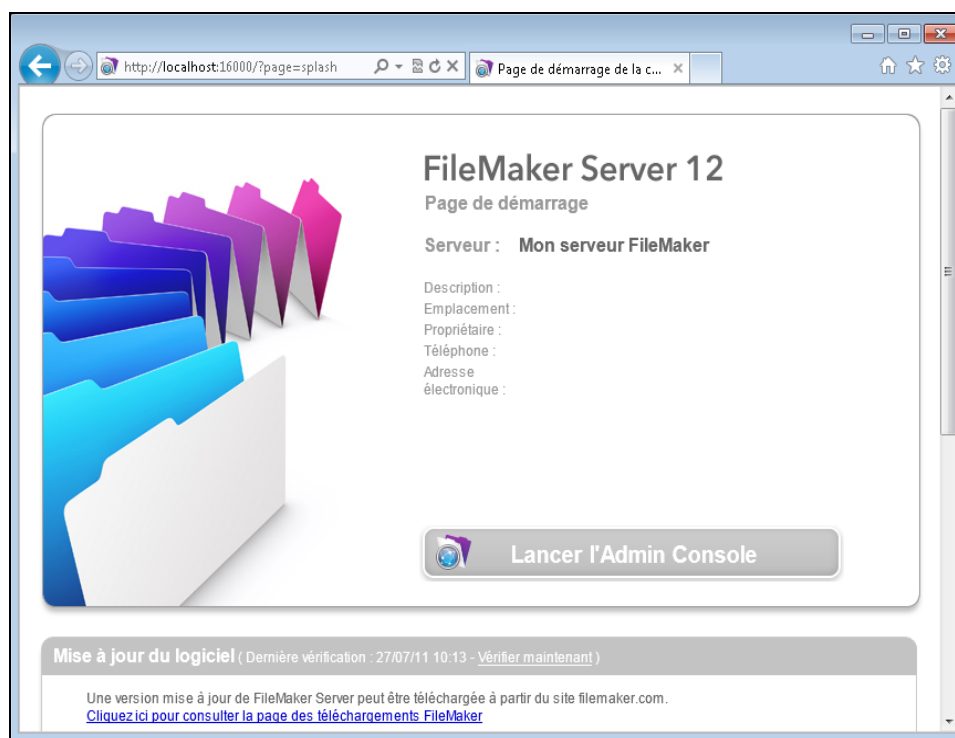 http://localhost:16000/?page=splash
Page de démarrage de la c...
FileMaker Server 12
Page de démarrage
Serveur : Mon serveur FileMaker
Description :
Emplacement :
Propriétaire :
Téléphone :
Adresse
électronique :
Lancer l'Admin Console
Mise à jour du logiciel ( Dernière vérification : 27/07/11 10:13 - Vérifier maintenant )
Une version mise à jour de FileMaker Server peut être téléchargée à partir du site filemaker.com.
Cliquez ici pour consulter la page des téléchargements FileMaker